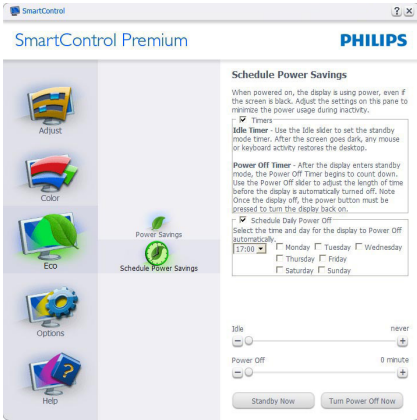 SmartControl
SmartControl Premium
PHILIPS
Adjust
Color
Eco
Options
Help
Power Savings
Schedule Power Savings
Schedule Power Savings
When powered on, the display is using power, even if
the screen is black. Adjust the settings on this pane to
minimize the power usage during inactivity.
Timers
Idle Timer - Use the Idle slider to set the standby
mode timer. After the screen goes dark, any mouse
or keyboard activity restores the desktop.
Power Off Timer - After the display enters standby
mode, the Power Off Timer begins to count down.
Use the Power Off slider to adjust the length of time
before the display is automatically turned off. Note
Once the display off, the power button must be
pressed to turn the display back on.
Schedule Daily Power Off
Select the time and day for the display to Power Off
automatically.
17:00 Monday Tuesday Wednesday
Thursday Friday
Saturday Sunday
Idle never
Power Off 0 minute
Standby Now Turn Power Off Now